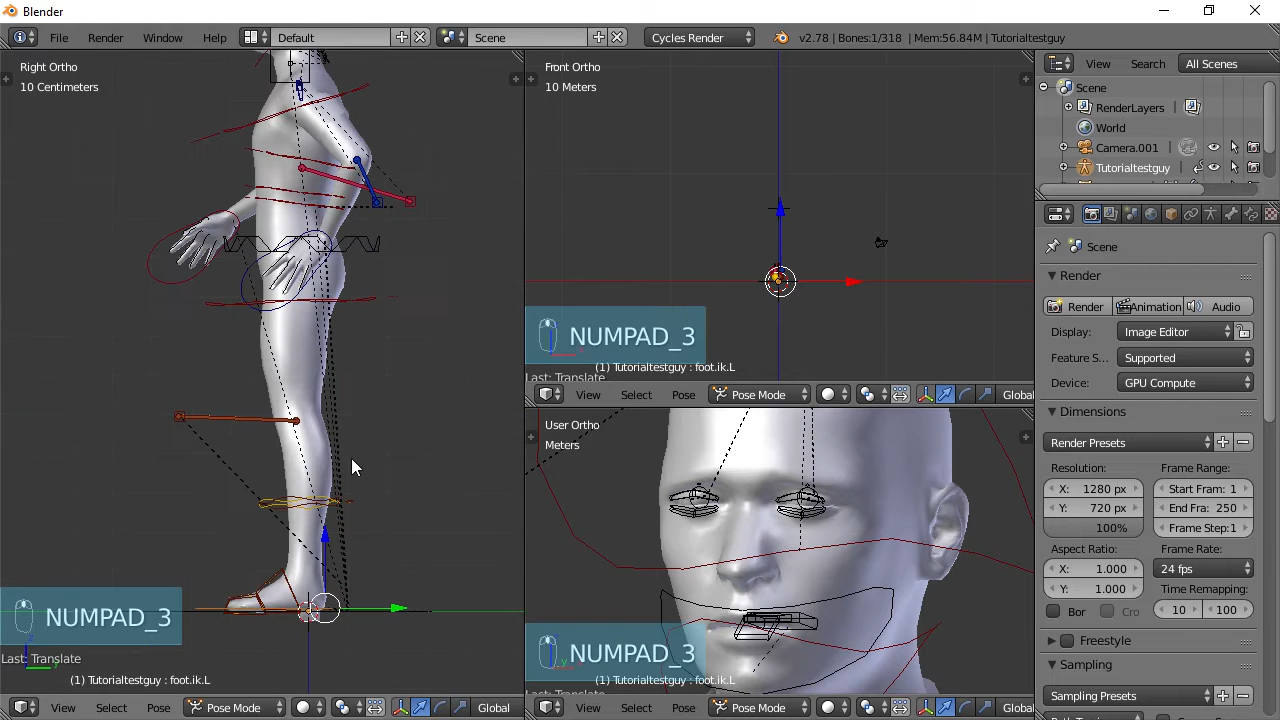 Blender
File Render Window Help Default Scene Cycles Render v2.78 | Bones:1/318 | Mem:56.84M | Tutorialtestguy
Right Ortho
10 Centimeters
NUMPAD_3
Last: Translate
(1) Tutorialtestguy : foot.ik.L
View Select Pose Pose Mode Global
Front Ortho
10 Meters
NUMPAD_3
(1) Tutorialtestguy : foot.ik.L
Last: Translate
View Select Pose Pose Mode Global
User Ortho
Meters
NUMPAD_3
(1) Tutorialtestguy : foot.ik.L
View Select Pose Pose Mode Global
View Search All Scenes
Scene
RenderLayers
World
Camera.001
Tutorialtestguy
Scene
Render
Render Animation Audio
Display: Image Editor
Feature S... Supported
Device: GPU Compute
Dimensions
Render Presets
Resolution: Frame Range:
X: 1280 px Start Fram: 1
Y: 720 px End Fra: 250
100% Frame Step:1
Aspect Ratio: Frame Rate:
X: 1.000 24 fps
Y: 1.000 Time Remapping:
Bor Cro 10 100
Freestyle
Sampling
Sampling Presets